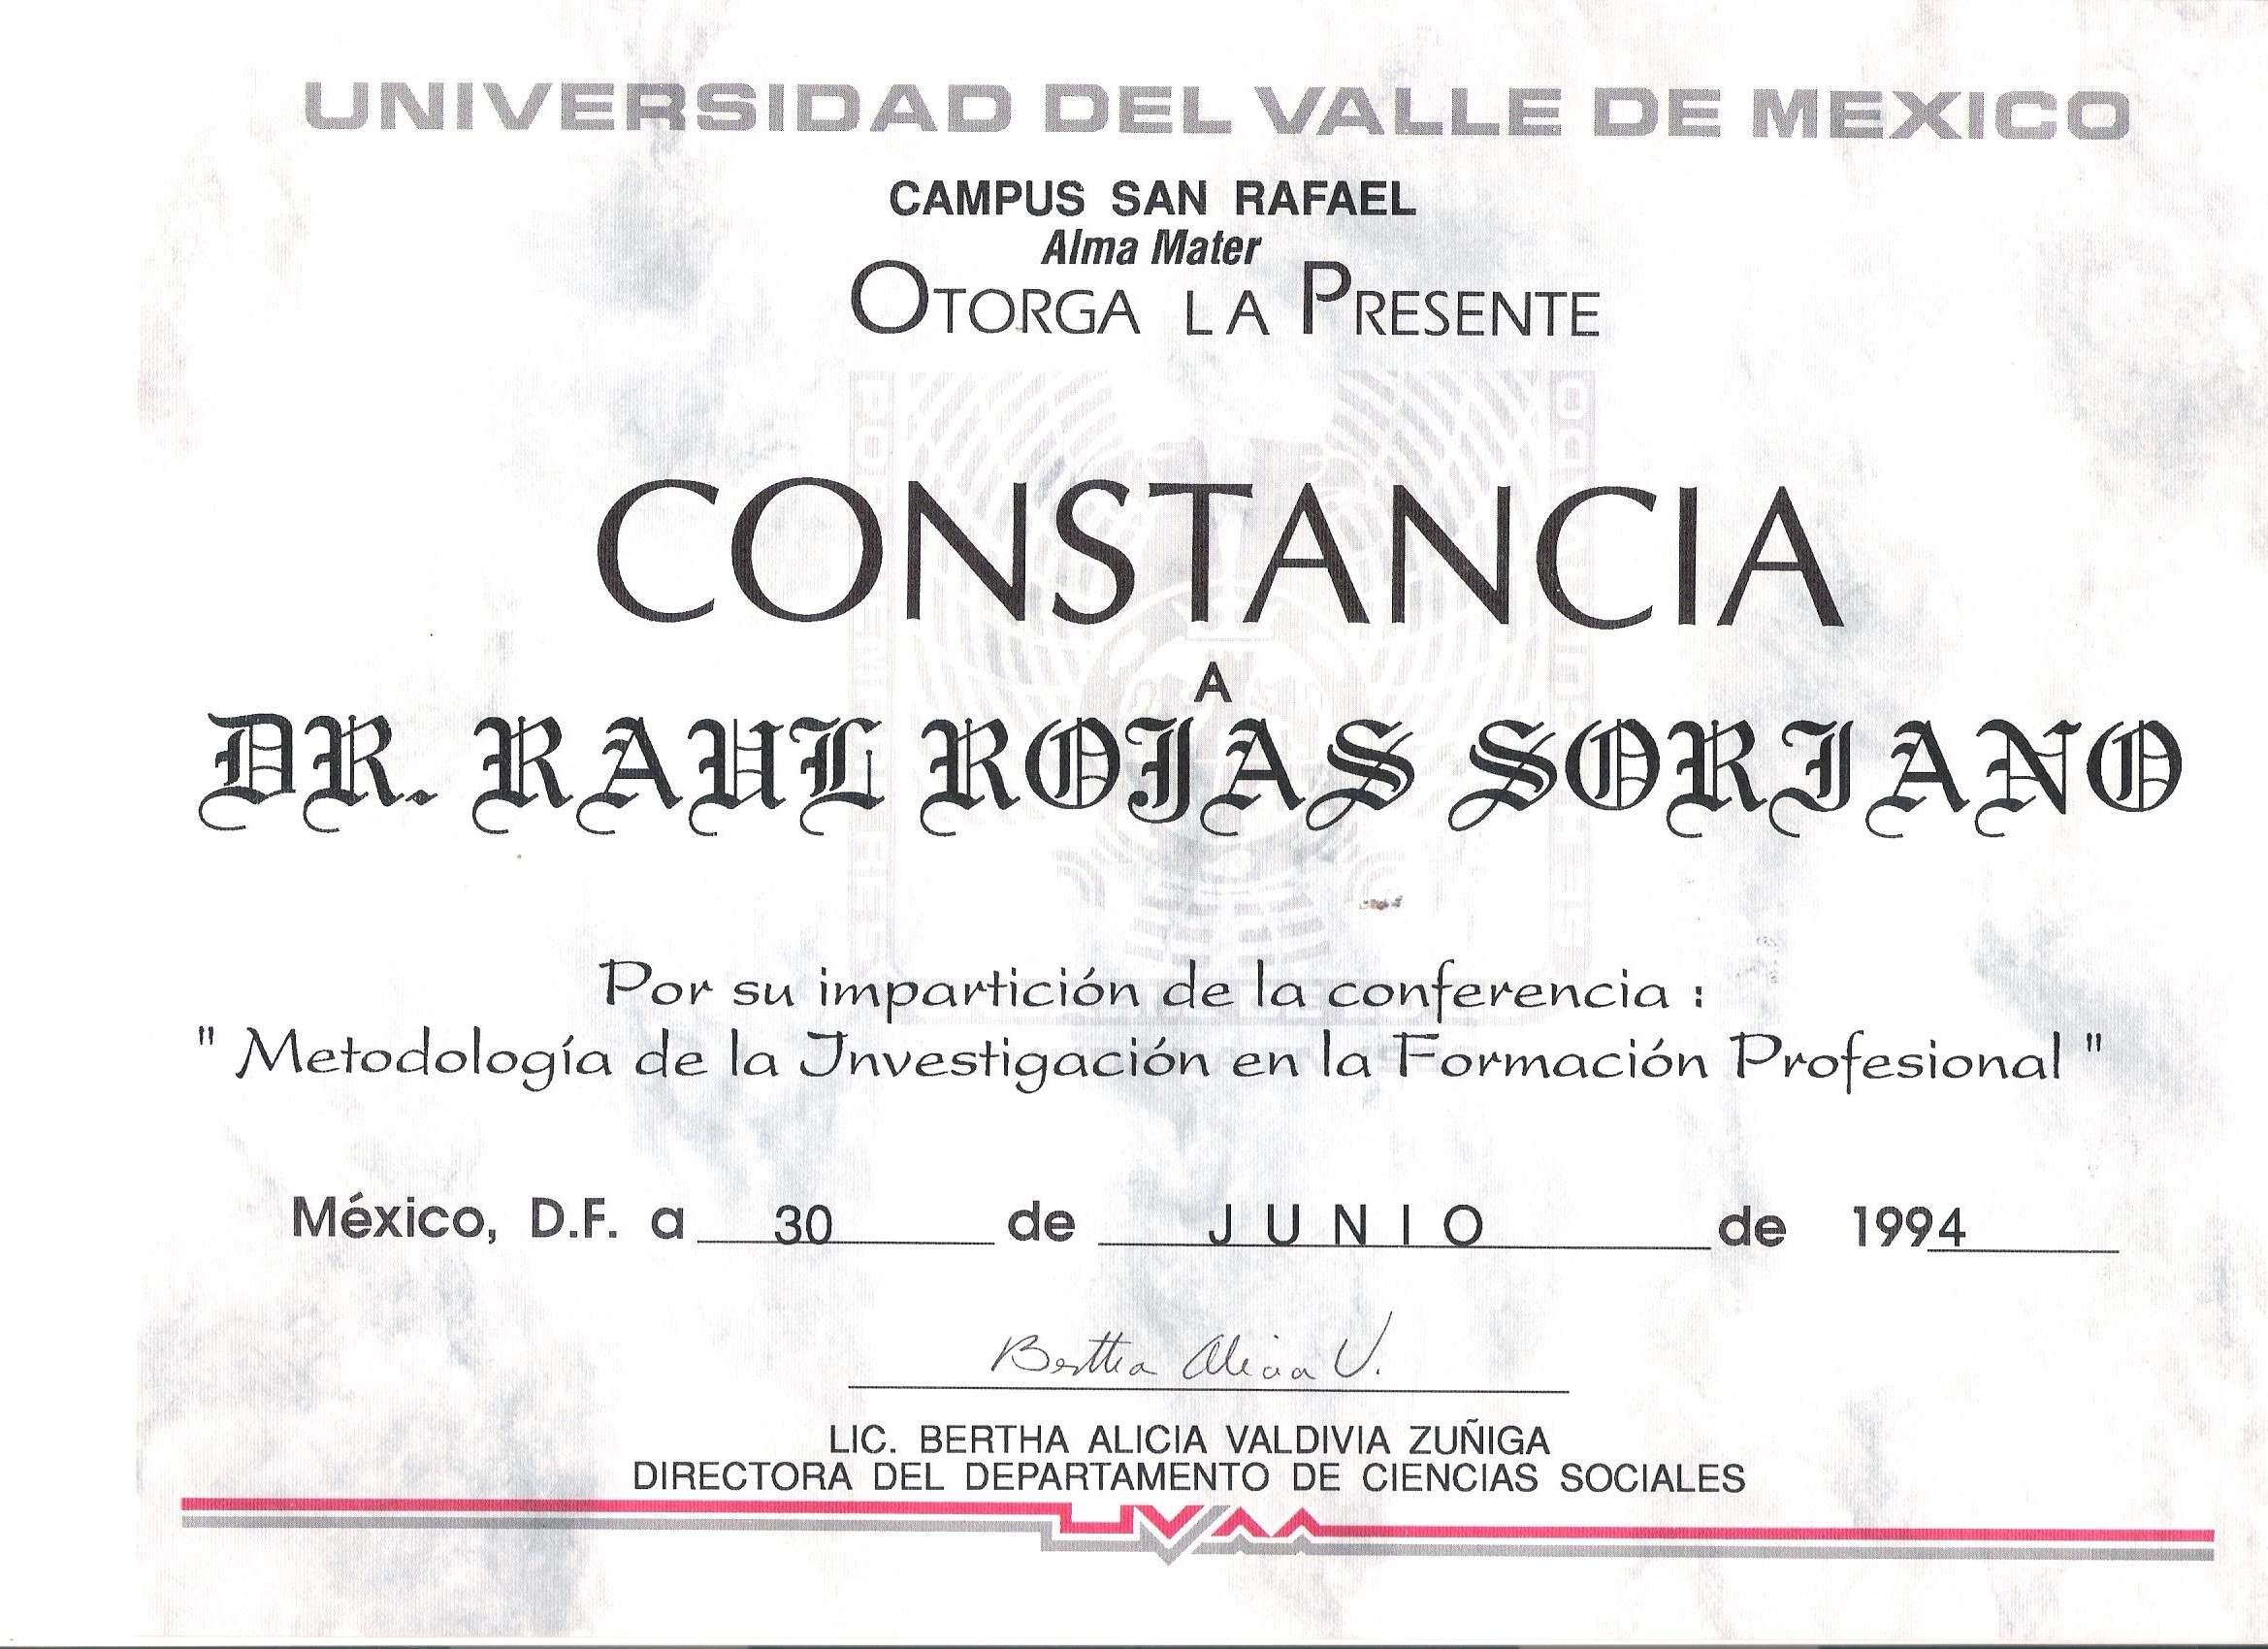 UNIVERSIDAD DEL VALLE DE MEXICO
CAMPUS SAN RAFAEL
Alma Mater
OTORGA LA PRESENTE
CONSTANCIA
A
DR. RAUL ROJAS SORIANO
Por su impartición de la conferencia :
" Metodología de la Investigación en la Formación Profesional "
México, D.F. a 30 de JUNIO de 1994
Bertha Alicia V.
LIC. BERTHA ALICIA VALDIVIA ZUÑIGA
DIRECTORA DEL DEPARTAMENTO DE CIENCIAS SOCIALES
UVM